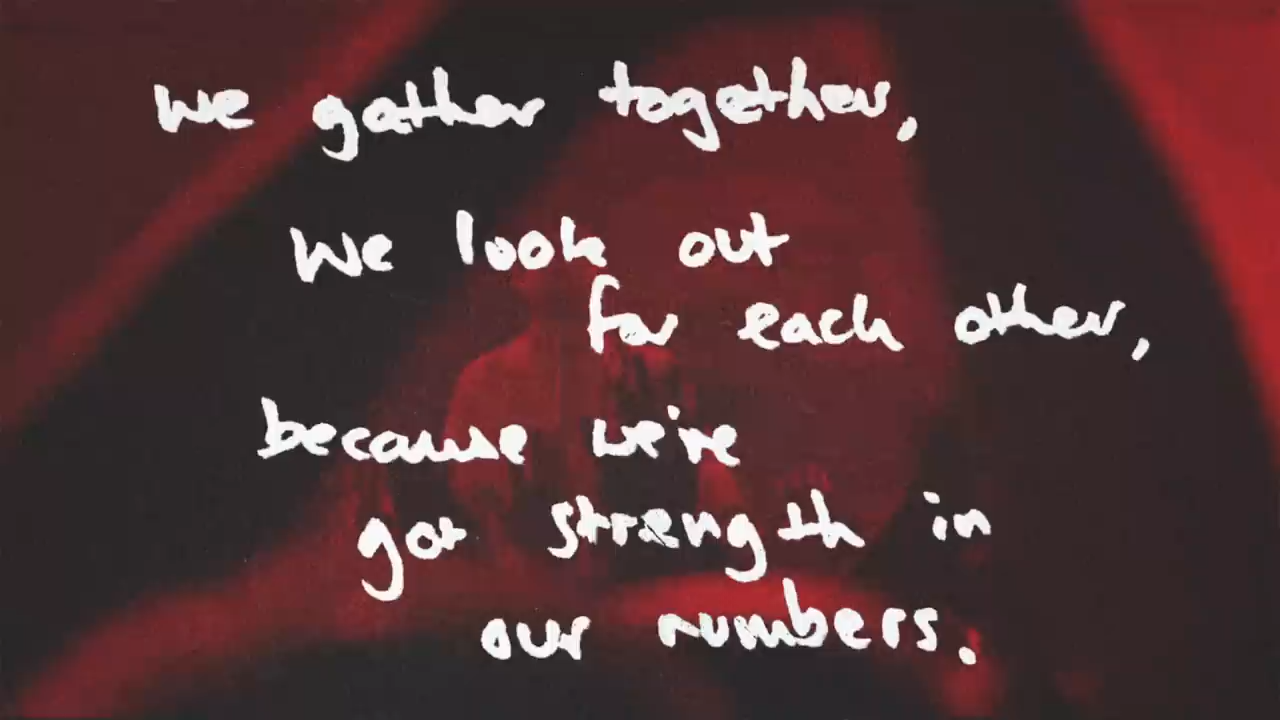 We gather together,
We look out
for each other,
because we're
got strength in
our numbers.